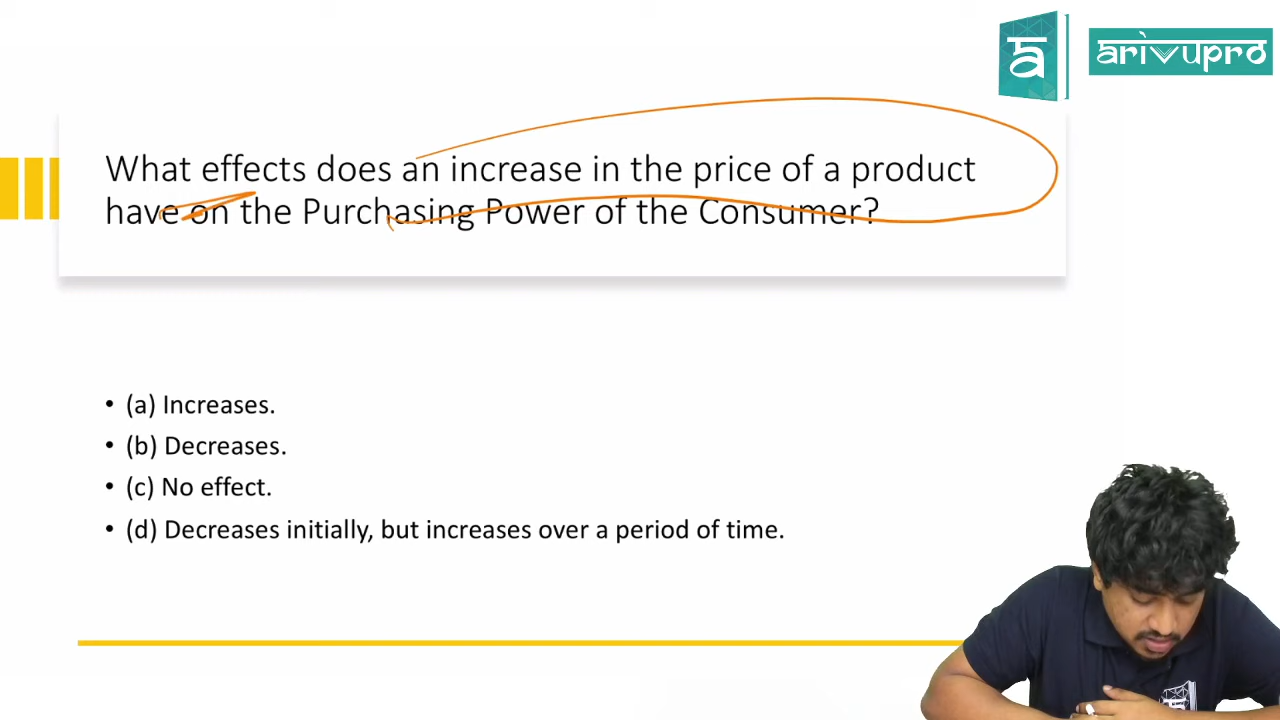 a
arivupro
What effects does an increase in the price of a product
have on the Purchasing Power of the Consumer?
• (a) Increases.
• (b) Decreases.
• (c) No effect.
• (d) Decreases initially, but increases over a period of time.